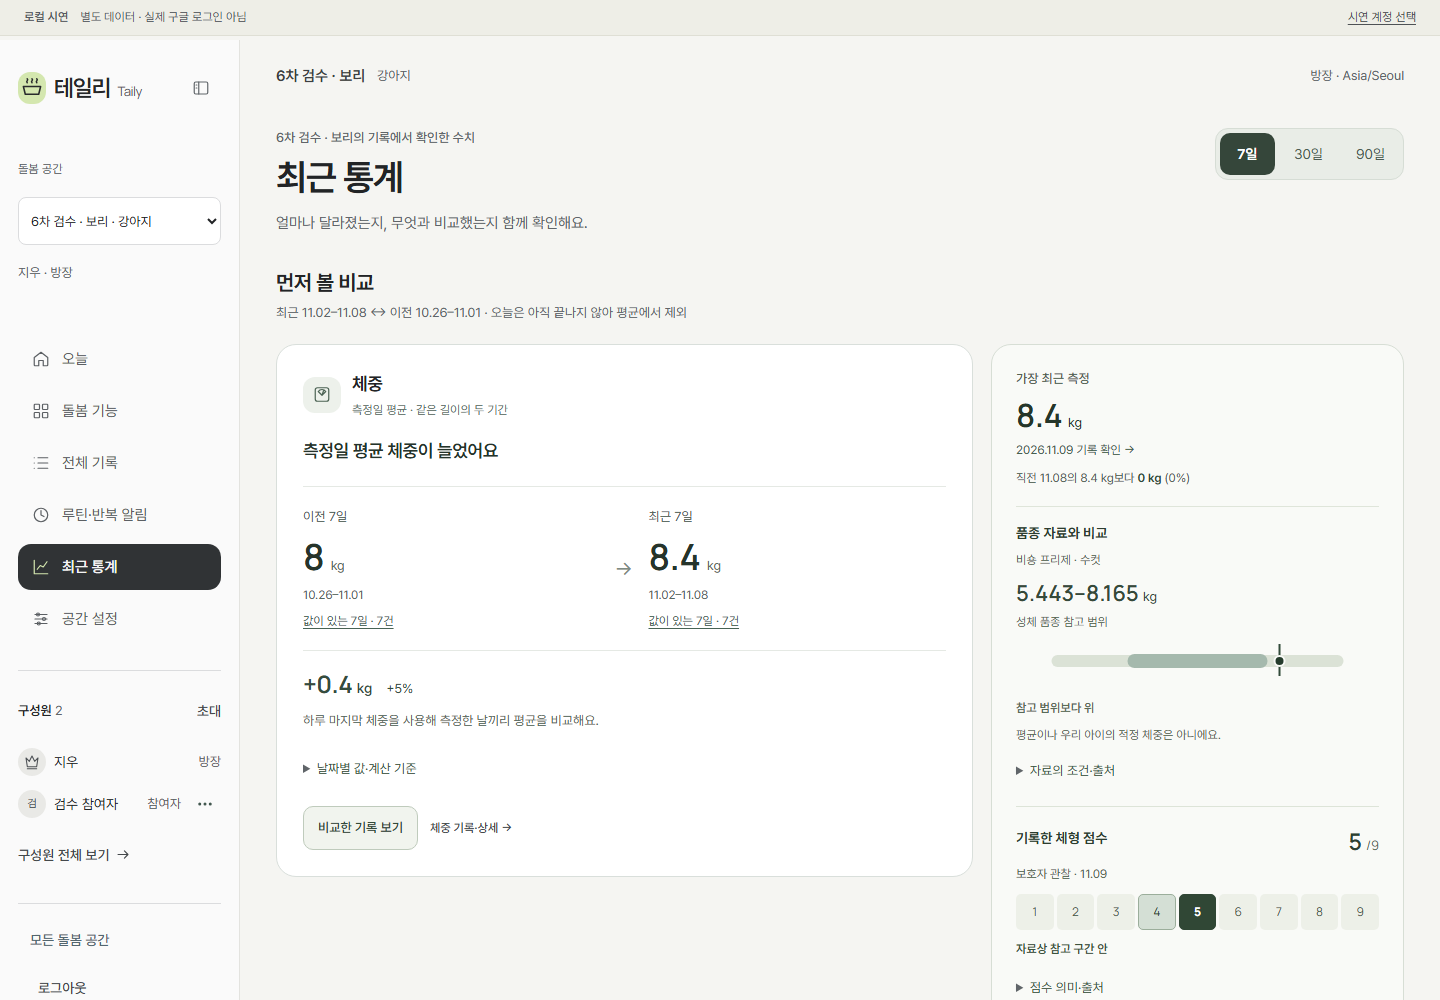 로컬 시연 별도 데이터 · 실제 구글 로그인 아님
시연 계정 선택
테일리 Taily
돌봄 공간
6차 검수 · 보리 · 강아지
지우 · 방장
오늘
돌봄 기능
전체 기록
루틴·반복 알림
최근 통계
공간 설정
구성원 2
초대
지우
방장
검
검수 참여자
참여자
구성원 전체 보기 →
모든 돌봄 공간
로그아웃
6차 검수 · 보리 강아지
방장 · Asia/Seoul
6차 검수 · 보리의 기록에서 확인한 수치
최근 통계
얼마나 달라졌는지, 무엇과 비교했는지 함께 확인해요.
7일
30일
90일
먼저 볼 비교
최근 11.02–11.08 ↔ 이전 10.26–11.01 · 오늘은 아직 끝나지 않아 평균에서 제외
체중
측정일 평균 · 같은 길이의 두 기간
측정일 평균 체중이 늘었어요
이전 7일
8 kg
10.26–11.01
값이 있는 7일 · 7건
→
최근 7일
8.4 kg
11.02–11.08
값이 있는 7일 · 7건
+0.4 kg +5%
하루 마지막 체중을 사용해 측정한 날끼리 평균을 비교해요.
▶ 날짜별 값·계산 기준
비교한 기록 보기
체중 기록·상세 →
가장 최근 측정
8.4 kg
2026.11.09 기록 확인 →
직전 11.08의 8.4 kg보다 0 kg (0%)
품종 자료와 비교
비숑 프리제 · 수컷
5.443–8.165 kg
성체 품종 참고 범위
참고 범위보다 위
평균이나 우리 아이의 적정 체중은 아니에요.
▶ 자료의 조건·출처
기록한 체형 점수
5 /9
보호자 관찰 · 11.09
1 2 3 4 5 6 7 8 9
자료상 참고 구간 안
▶ 점수 의미·출처